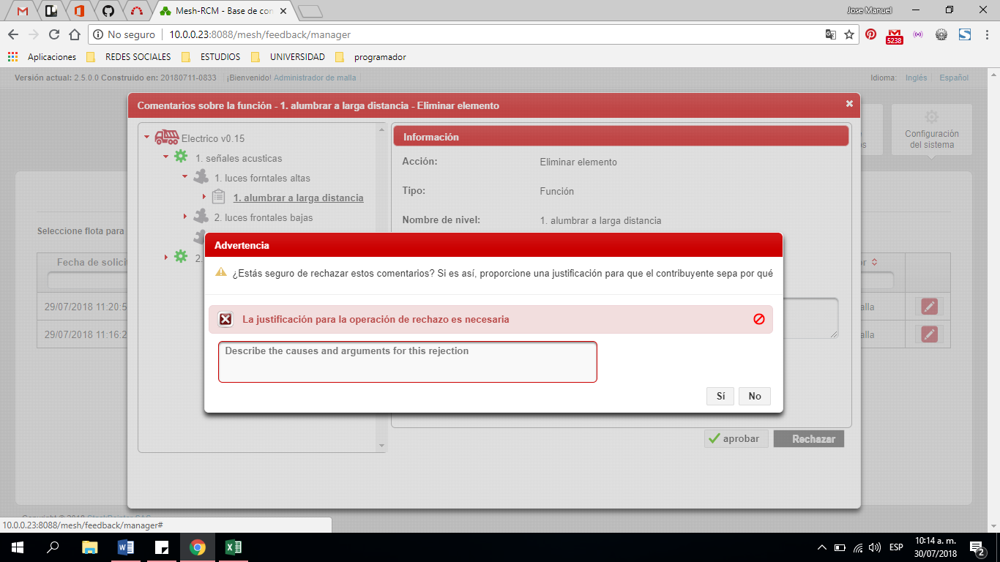 Mesh-RCM - Base de con
Jose Manuel
No seguro
10.0.0.23:8088/mesh/feedback/manager
5238
Aplicaciones
REDES SOCIALES
ESTUDIOS
UNIVERSIDAD
programador
Versión actual: 2.5.0.0 Construido en: 20180711-0833
¡Bienvenido! Administrador de malla
Idioma: Inglés Español
Comentarios sobre la función - 1. alumbrar a larga distancia - Eliminar elemento
Configuración
del sistema
Electrico v0.15
1. señales acusticas
1. luces forntales altas
1. alumbrar a larga distancia
2. luces frontales bajas
2.
Información
Acción: Eliminar elemento
Tipo: Función
Nombre de nivel: 1. alumbrar a larga distancia
Seleccione flota para
Fecha de solicit
29/07/2018 11:20:5
29/07/2018 11:16:2
alla
alla
Advertencia
¿Estás seguro de rechazar estos comentarios? Si es así, proporcione una justificación para que el contribuyente sepa por qué
La justificación para la operación de rechazo es necesaria
Describe the causes and arguments for this rejection
Sí
No
aprobar
Rechazar
10.0.0.23:8088/mesh/feedback/manager#
ESP
10:14 a. m.
30/07/2018
2